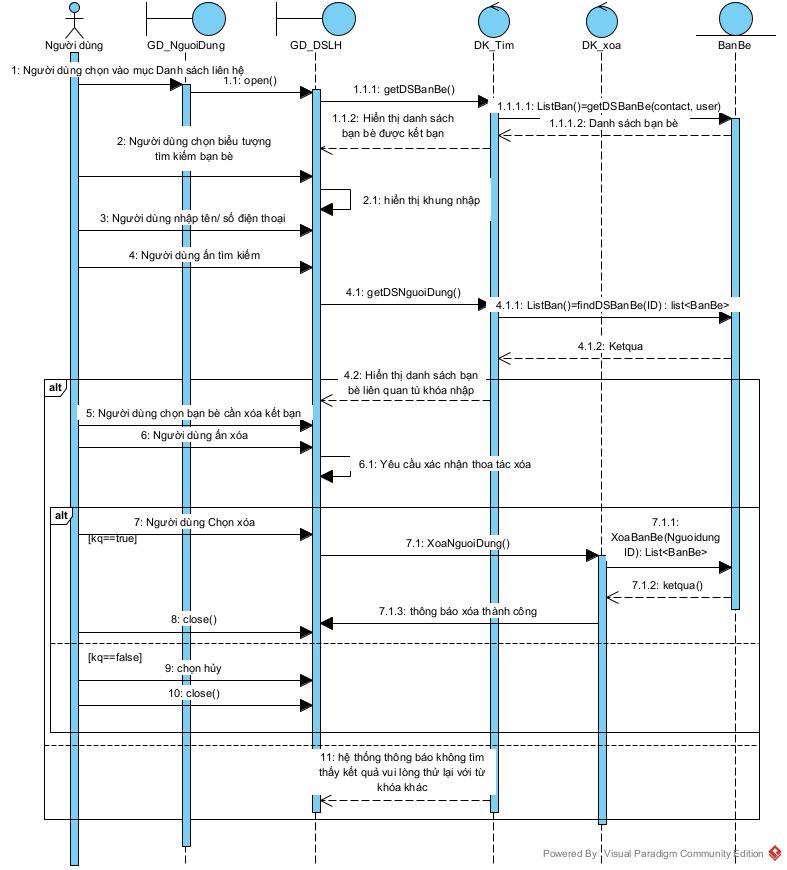 Người dùng
GD_NguoiDung
GD_DSLH
DK_Tim
DK_xoa
BanBe
1: Người dùng chọn vào mục Danh sách liên hệ
1.1: open()
1.1.1: getDSBanBe()
1.1.1.1: ListBan()=getDSBanBe(contact, user)
1.1.1.2: Danh sách bạn bè
1.1.2: Hiển thị danh sách
bạn bè được kết bạn
2: Người dùng chọn biểu tượng
tìm kiếm bạn bè
2.1: hiển thị khung nhập
3: Người dùng nhập tên/ số điện thoại
4: Người dùng ấn tìm kiếm
4.1: getDSNguoiDung()
4.1.1: ListBan()=findDSBanBe(ID) : list<BanBe>
4.1.2: Ketqua
alt
4.2: Hiển thị danh sách bạn
bè liên quan tù khóa nhập
5: Người dùng chọn bạn bè cần xóa kết bạn
6: Người dùng ấn xóa
6.1: Yêu cầu xác nhận thoa tác xóa
alt
7: Người dùng Chọn xóa
[kq==true]
7.1: XoaNguoiDung()
7.1.1:
XoaBanBe(Nguoidung
ID): List<BanBe>
7.1.2: ketqua()
7.1.3: thông báo xóa thành công
8: close()
[kq==false]
9: chọn hủy
10: close()
11: hệ thống thông báo không tìm
thấy kết quả vui lòng thử lại với từ
khóa khác
Powered By Visual Paradigm Community Edition